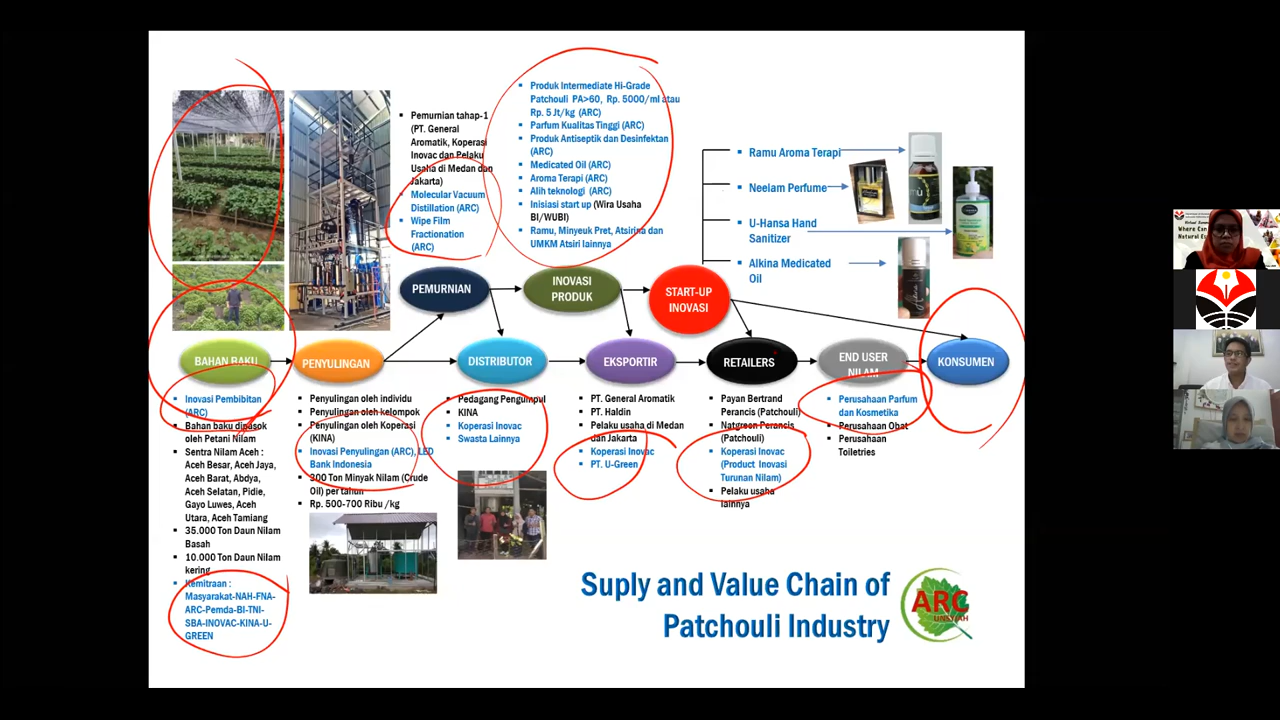 Pemurnian tahap-1
(PT. General
Aromatik, Koperasi
Inovac dan Pelaku
Usaha di Medan dan
Jakarta)
Molecular Vacuum
Distillation (ARC)
Wipe Film
Fractionation
(ARC)
Produk Intermediate Hi-Grade
Patchouli PA>60, Rp. 5000/ml atau
Rp. 5 Jt/kg (ARC)
Parfum Kualitas Tinggi (ARC)
Produk Antiseptik dan Desinfektan
(ARC)
Medicated Oil (ARC)
Aroma Terapi (ARC)
Alih teknologi (ARC)
Inisiasi start up (Wira Usaha
BI/WUBI)
Ramu, Minyeuk Pret, Atsirina dan
UMKM Atsiri lainnya
Ramu Aroma Terapi
Neelam Perfume
U-Hansa Hand
Sanitizer
Alkina Medicated
Oil
PEMURNIAN
INOVASI
PRODUK
START-UP
INOVASI
BAHAN BAKU
PENYULINGAN
DISTRIBUTOR
EKSPORTIR
RETAILERS
END USER
NILAM
KONSUMEN
Inovasi Pembibitan
(ARC)
Bahan baku dipasok
oleh Petani Nilam
Sentra Nilam Aceh :
Aceh Besar, Aceh Jaya,
Aceh Barat, Abdya,
Aceh Selatan, Pidie,
Gayo Luwes, Aceh
Utara, Aceh Tamiang
35.000 Ton Daun Nilam
Basah
10.000 Ton Daun Nilam
kering
Kemitraan :
Masyarakat-NAH-FNA-
ARC-Pemda-BI-TNI-
SBA-INOVAC-KINA-U-
GREEN
Penyulingan oleh individu
Penyulingan oleh kelompok
Penyulingan oleh Koperasi
(KINA)
Inovasi Penyulingan (ARC), LED
Bank Indonesia
300 Ton Minyak Nilam (Crude
Oil) per tahun
Rp. 500-700 Ribu /kg
Pedagang Pengumpul
KINA
Koperasi Inovac
Swasta Lainnya
PT. General Aromatik
PT. Haldin
Pelaku usaha di Medan
dan Jakarta
Koperasi Inovac
PT. U-Green
Payan Bertrand
Perancis (Patchouli)
Natgreen Perancis
(Patchouli)
Koperasi Inovac
(Product Inovasi
Turunan Nilam)
Pelaku usaha
lainnya
Perusahaan Parfum
dan Kosmetika
Perusahaan Obat
Perusahaan
Toiletries
Suply and Value Chain of
Patchouli Industry
ARC
UNSYIAH